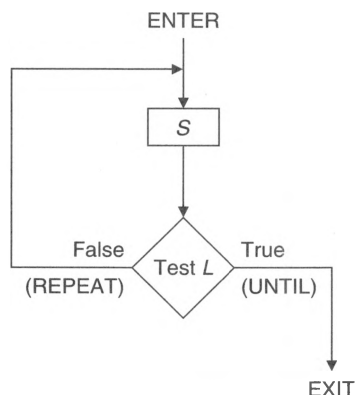 ENTER
S
False
True
Test L
(REPEAT)
(UNTIL)
EXIT